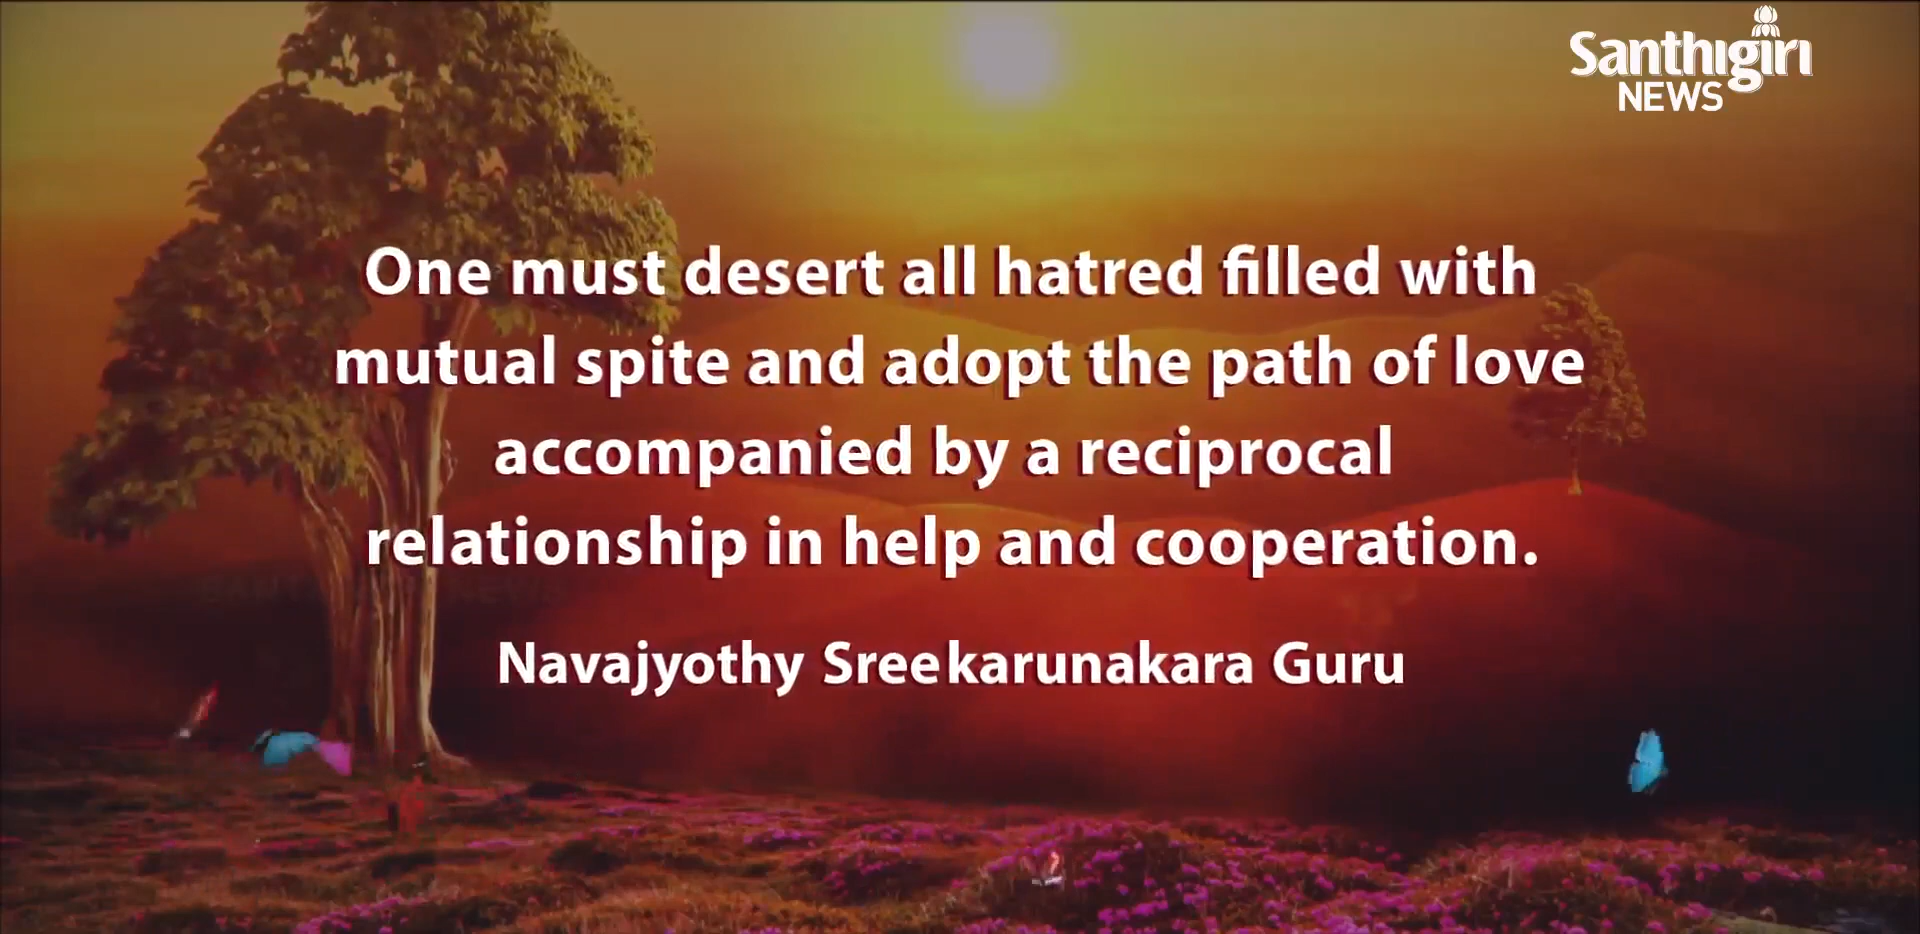 Santhigiri
NEWS
One must desert all hatred filled with
mutual spite and adopt the path of love
accompanied by a reciprocal
relationship in help and cooperation.
Navajyothy Sreekarunakara Guru